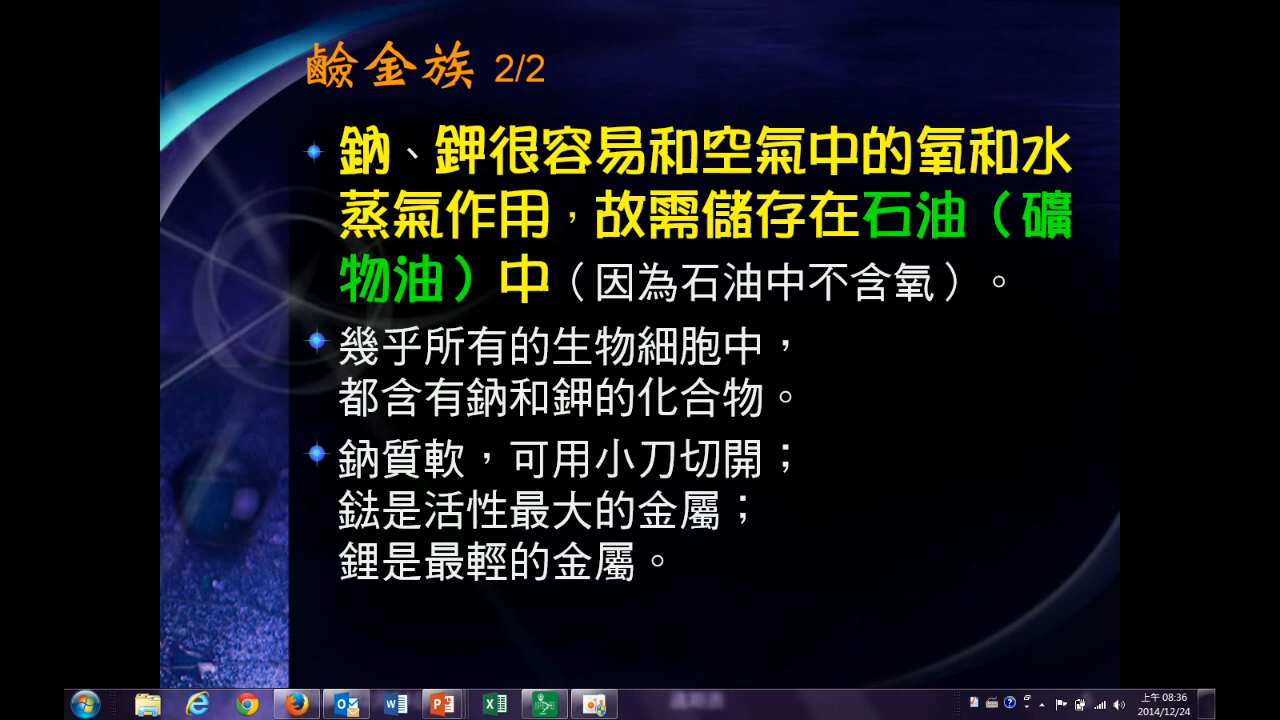 鹼金族 2/2
鈉、鉀很容易和空氣中的氧和水
蒸氣作用，故需儲存在石油（礦
物油）中（因為石油中不含氧）。
幾乎所有的生物細胞中，
都含有鈉和鉀的化合物。
鈉質軟，可用小刀切開；
鍅是活性最大的金屬；
鋰是最輕的金屬。
上午 08:36
2014/12/24